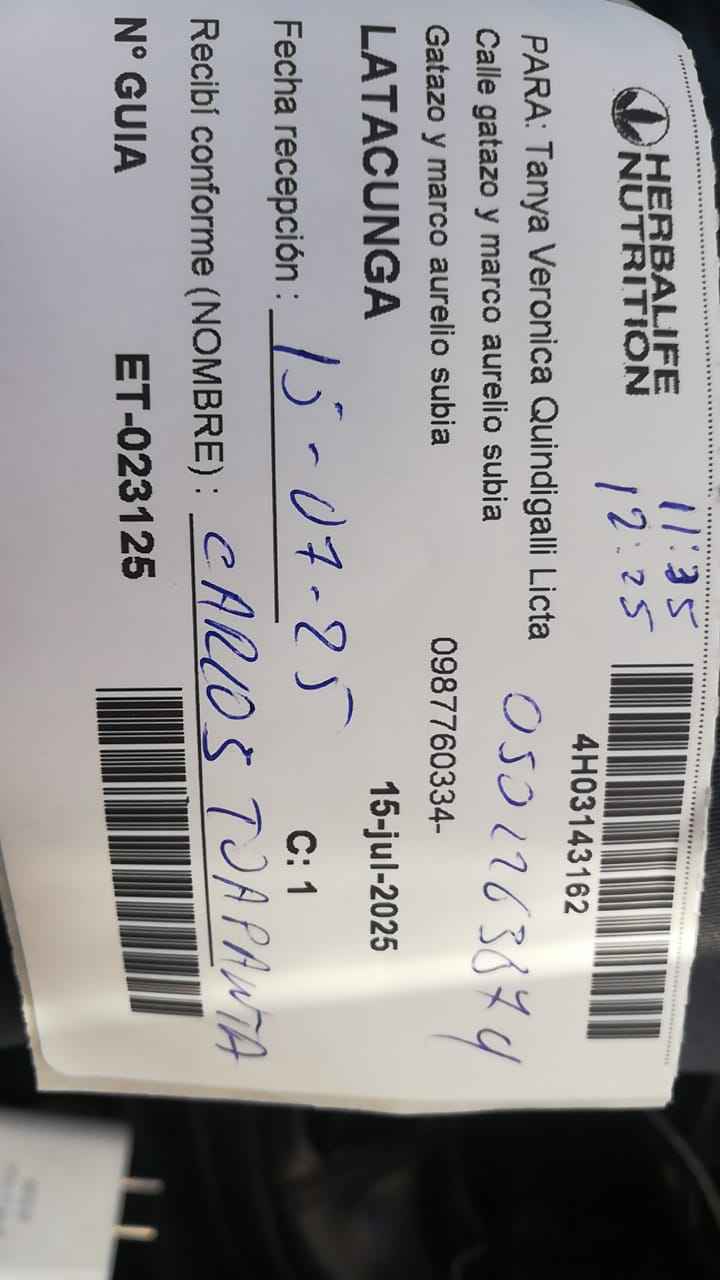 HERBALIFE
NUTRITION
11:35
12:25
4H03143162
PARA: Tanya Veronica Quindigalli Licta
0501763874
Calle gatazo y marco aurelio subia
Gatazo y marco aurelio subia 0987760334-
LATACUNGA 15-jul-2025
Fecha recepción : 15-07-25 C: 1
Recibí conforme (NOMBRE) : CARLOS TOAPANTA
Nº GUIA ET-023125